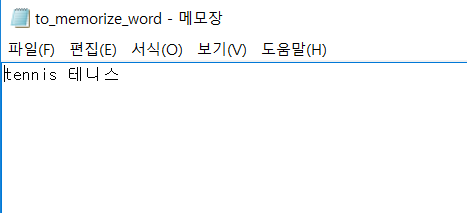 to_memorize_word - 메모장
파일(F) 편집(E) 서식(O) 보기(V) 도움말(H)
tennis 테니스